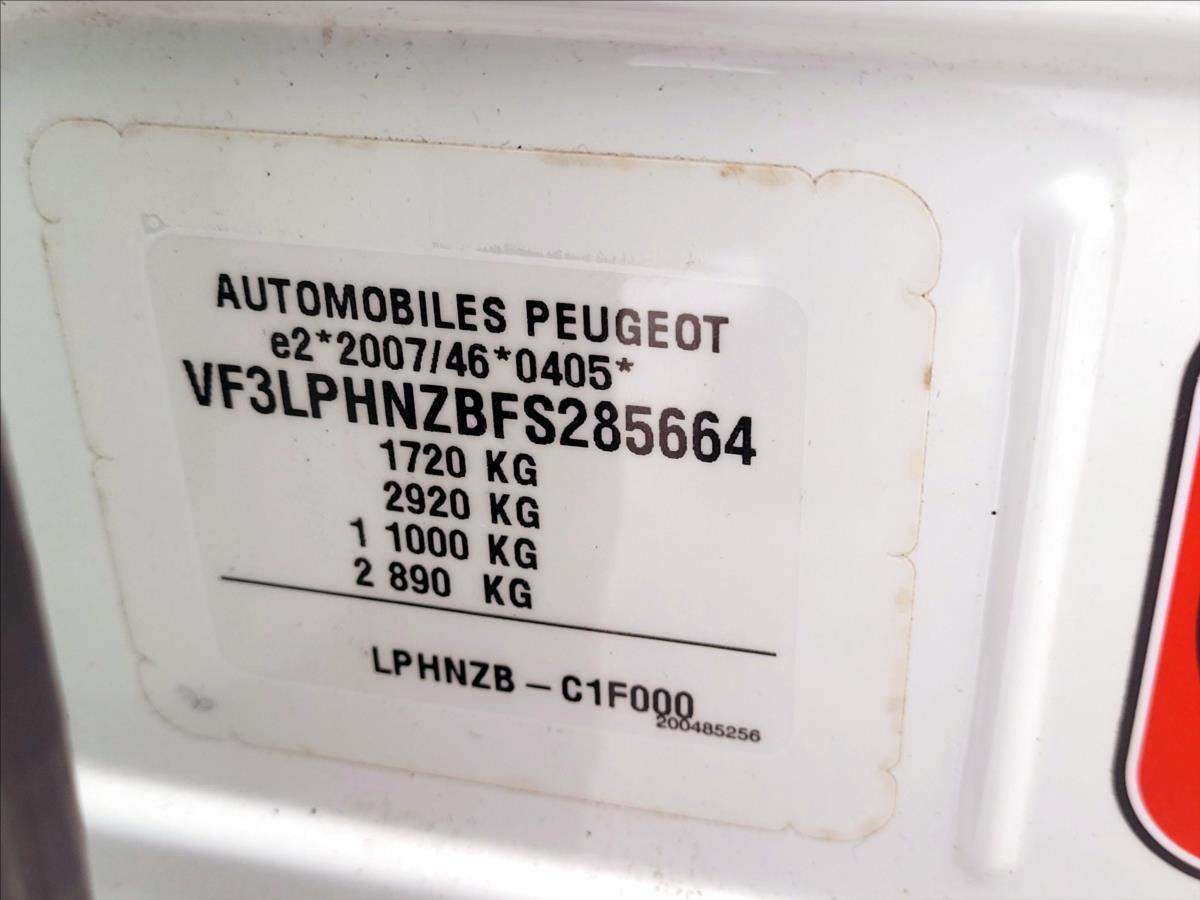 AUTOMOBILES PEUGEOT
e2*2007/46*0405*
VF3LPHNZBFS285664
1720 KG
2920 KG
1 1000 KG
2 890 KG
LPHNZB – C1F000
200485256